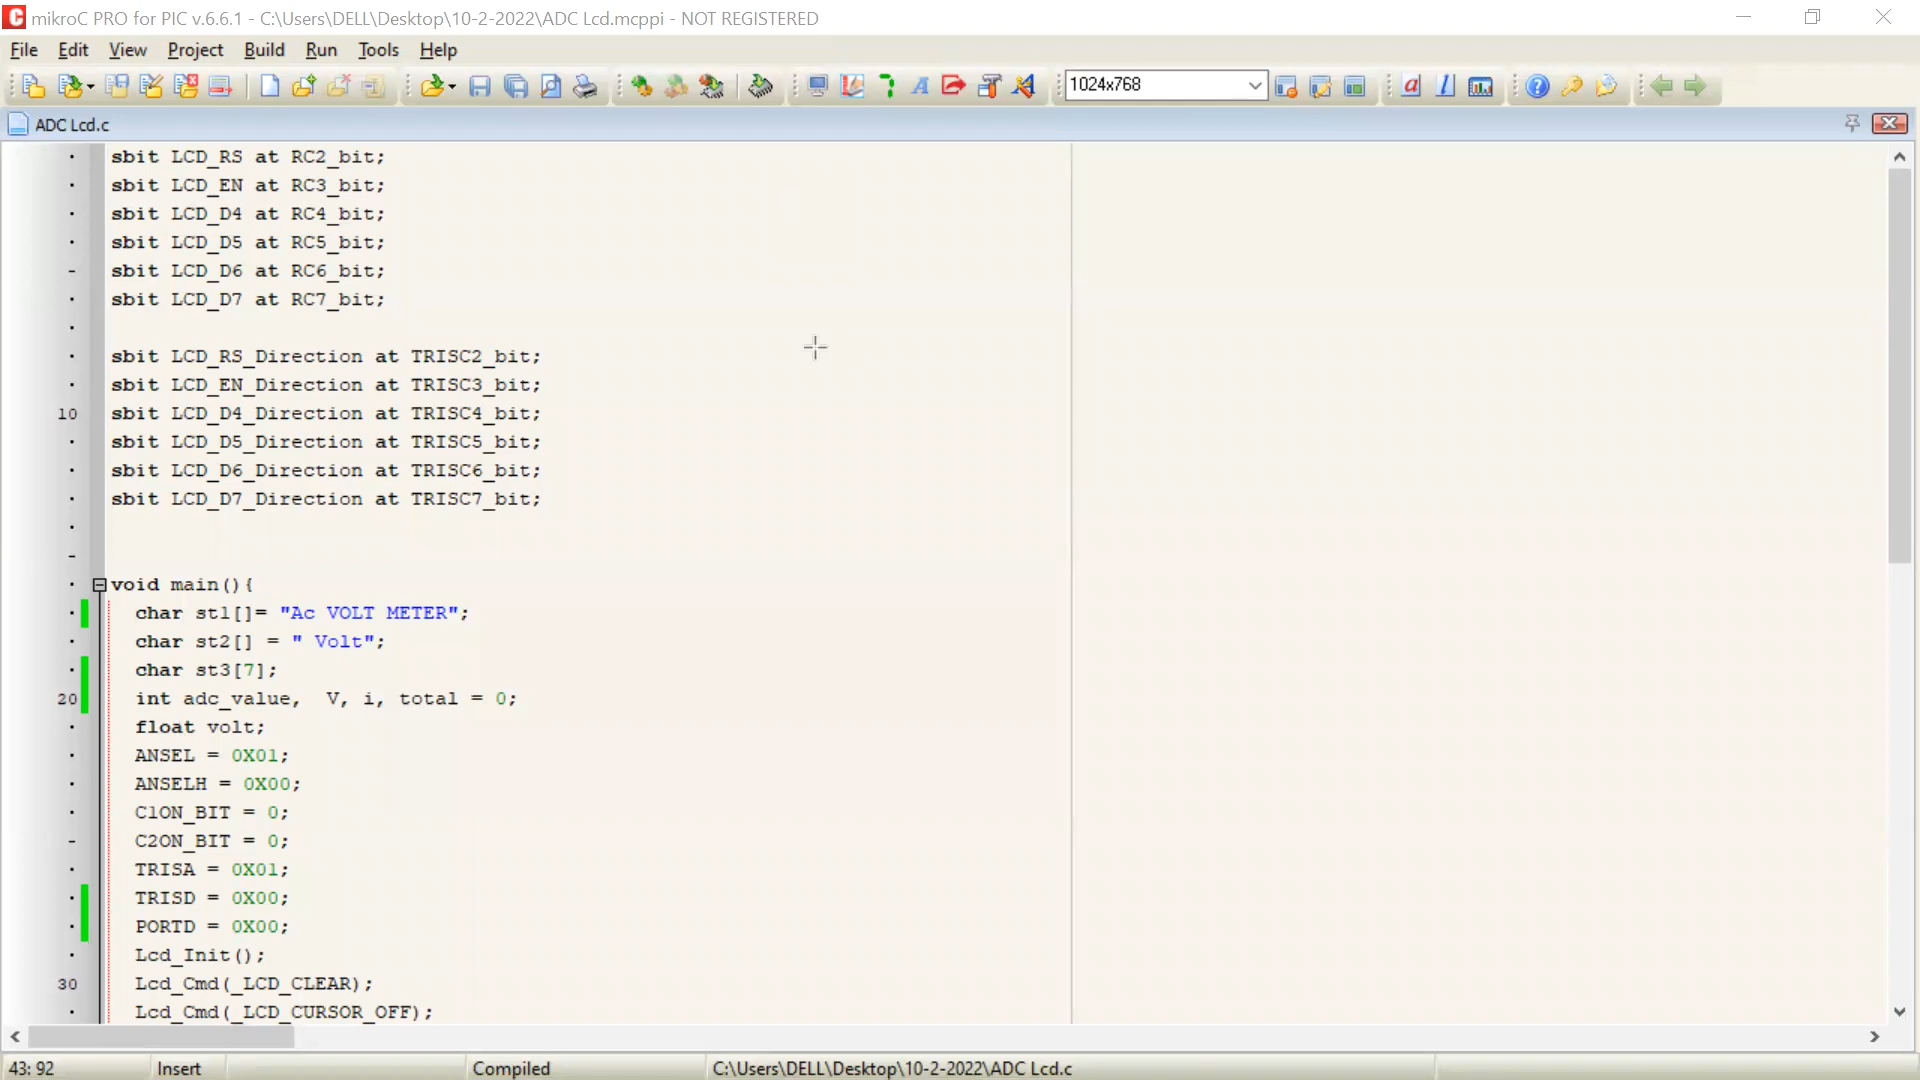 mikroC PRO for PIC v.6.6.1 - C:\Users\DELL\Desktop\10-2-2022\ADC Lcd.mcppi - NOT REGISTERED
File Edit View Project Build Run Tools Help
1024x768
ADC Lcd.c
sbit LCD_RS at RC2_bit;
sbit LCD_EN at RC3_bit;
sbit LCD_D4 at RC4_bit;
sbit LCD_D5 at RC5_bit;
sbit LCD_D6 at RC6_bit;
sbit LCD_D7 at RC7_bit;
sbit LCD_RS_Direction at TRISC2_bit;
sbit LCD_EN_Direction at TRISC3_bit;
10 sbit LCD_D4_Direction at TRISC4_bit;
sbit LCD_D5_Direction at TRISC5_bit;
sbit LCD_D6_Direction at TRISC6_bit;
sbit LCD_D7_Direction at TRISC7_bit;
void main(){
char st1[]= "Ac VOLT METER";
char st2[] = " Volt";
char st3[7];
20 int adc_value,  V, i, total = 0;
float volt;
ANSEL = 0X01;
ANSELH = 0X00;
C1ON_BIT = 0;
C2ON_BIT = 0;
TRISA = 0X01;
TRISD = 0X00;
PORTD = 0X00;
Lcd_Init();
30 Lcd_Cmd(_LCD_CLEAR);
Lcd_Cmd(_LCD_CURSOR_OFF);
43: 92 Insert Compiled C:\Users\DELL\Desktop\10-2-2022\ADC Lcd.c